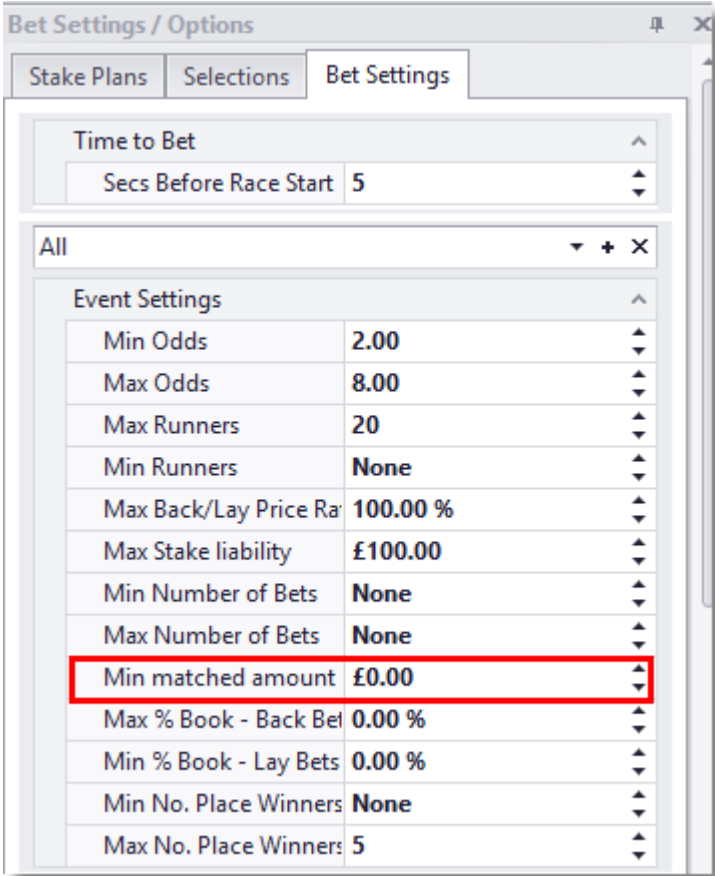 Bet Settings / Options
Stake Plans Selections Bet Settings
Time to Bet
Secs Before Race Start 5
All
Event Settings
Min Odds 2.00
Max Odds 8.00
Max Runners 20
Min Runners None
Max Back/Lay Price Ra 100.00 %
Max Stake liability £100.00
Min Number of Bets None
Max Number of Bets None
Min matched amount £0.00
Max % Book - Back Bet 0.00 %
Min % Book - Lay Bets 0.00 %
Min No. Place Winners None
Max No. Place Winners 5